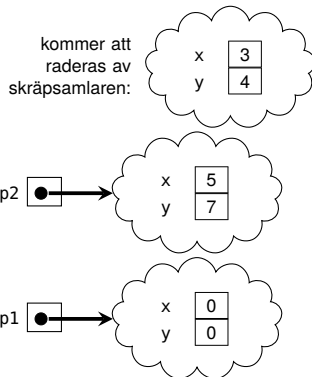 kommer att
raderas av
skräpsamlaren:
x 3
y 4
p2
x 5
y 7
p1
x 0
y 0